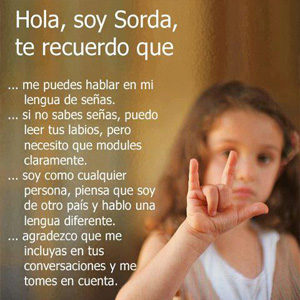 Hola, soy Sorda,
te recuerdo que
... me puedes hablar en mi
lengua de señas.
... si no sabes señas, puedo
leer tus labios, pero
necesito que modules
claramente.
... soy como cualquier
persona, piensa que soy
de otro país y hablo una
lengua diferente.
... agradezco que me
incluyas en tus
conversaciones y me
tomes en cuenta.